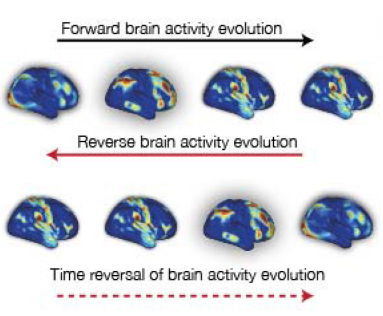 Forward brain activity evolution
Reverse brain activity evolution
Time reversal of brain activity evolution